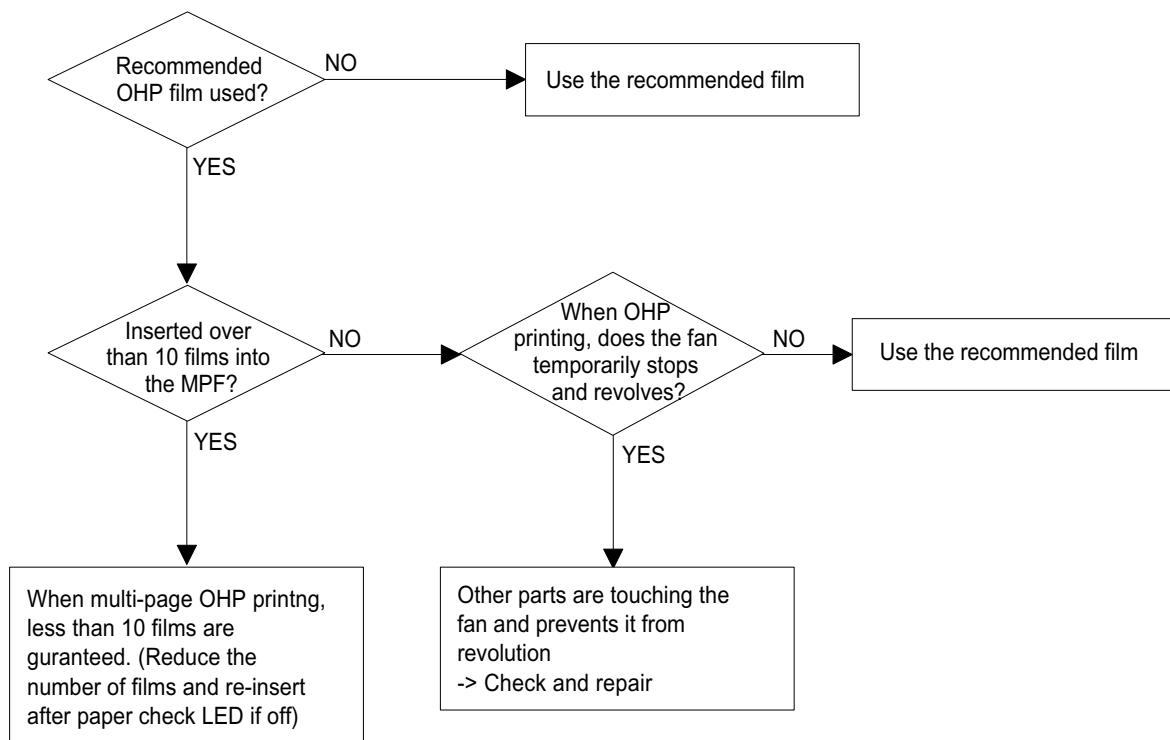 Recommended
OHP film used?
NO
Use the recommended film
YES
Inserted over
than 10 films into
the MPF?
NO
When OHP
printing, does the fan
temporarily stops
and revolves?
NO
Use the recommended film
YES
YES
When multi-page OHP printng,
less than 10 films are
guranteed. (Reduce the
number of films and re-insert
after paper check LED if off)
Other parts are touching the
fan and prevents it from
revolution
-> Check and repair